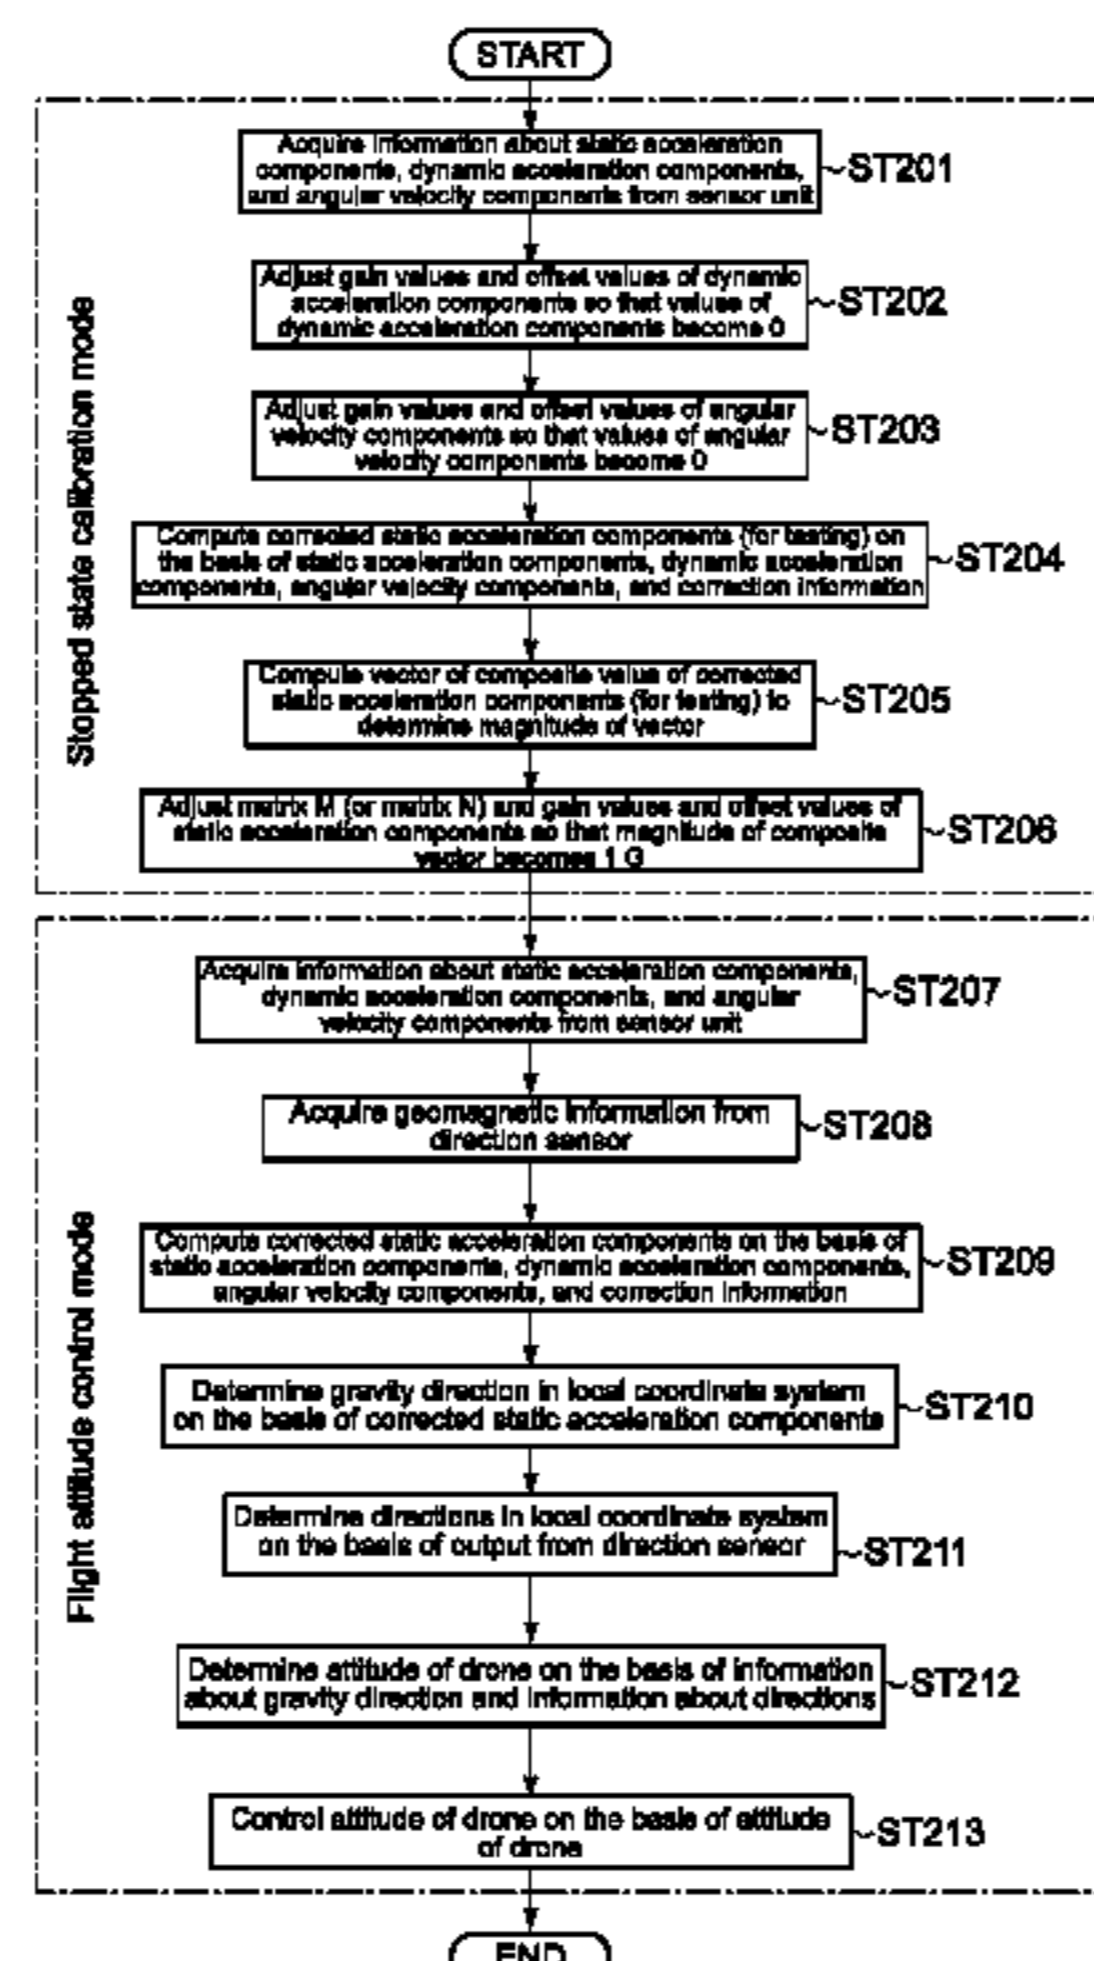 START
Acquire information about static acceleration
components, dynamic acceleration components,
and angular velocity components from sensor unit
ST201
Adjust gain values and offset values of dynamic
acceleration components so that values of
dynamic acceleration components become 0
ST202
Adjust gain values and offset values of angular
velocity components so that values of angular
velocity components become 0
ST203
Compute corrected static acceleration components (for testing) on
the basis of static acceleration components, dynamic acceleration
components, angular velocity components, and correction information
ST204
Compute vector of composite value of corrected
static acceleration components (for testing) to
determine magnitude of vector
ST205
Adjust matrix M (or matrix N) and gain values and offset values of
static acceleration components so that magnitude of composite
vector becomes 1 G
ST206
Stopped state calibration mode
Acquire information about static acceleration components,
dynamic acceleration components, and angular
velocity components from sensor unit
ST207
Acquire geomagnetic information from
direction sensor
ST208
Compute corrected static acceleration components on the basis of
static acceleration components, dynamic acceleration components,
angular velocity components, and correction information
ST209
Determine gravity direction in local coordinate system
on the basis of corrected static acceleration components
ST210
Determine directions in local coordinate system
on the basis of output from direction sensor
ST211
Determine attitude of drone on the basis of information
about gravity direction and information about directions
ST212
Control attitude of drone on the basis of attitude
of drone
ST213
Flight attitude control mode
END